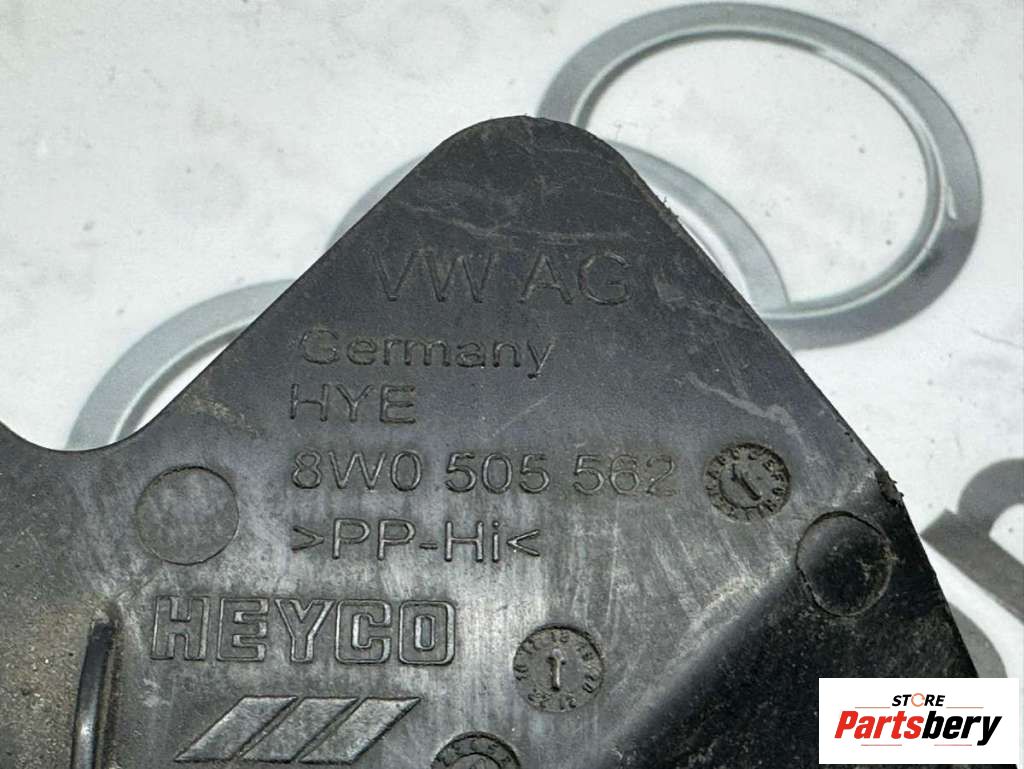 VW AG
Germany
HYE
8W0 505 562
>PP-Hi<
HEYCO
STORE
Partsbery